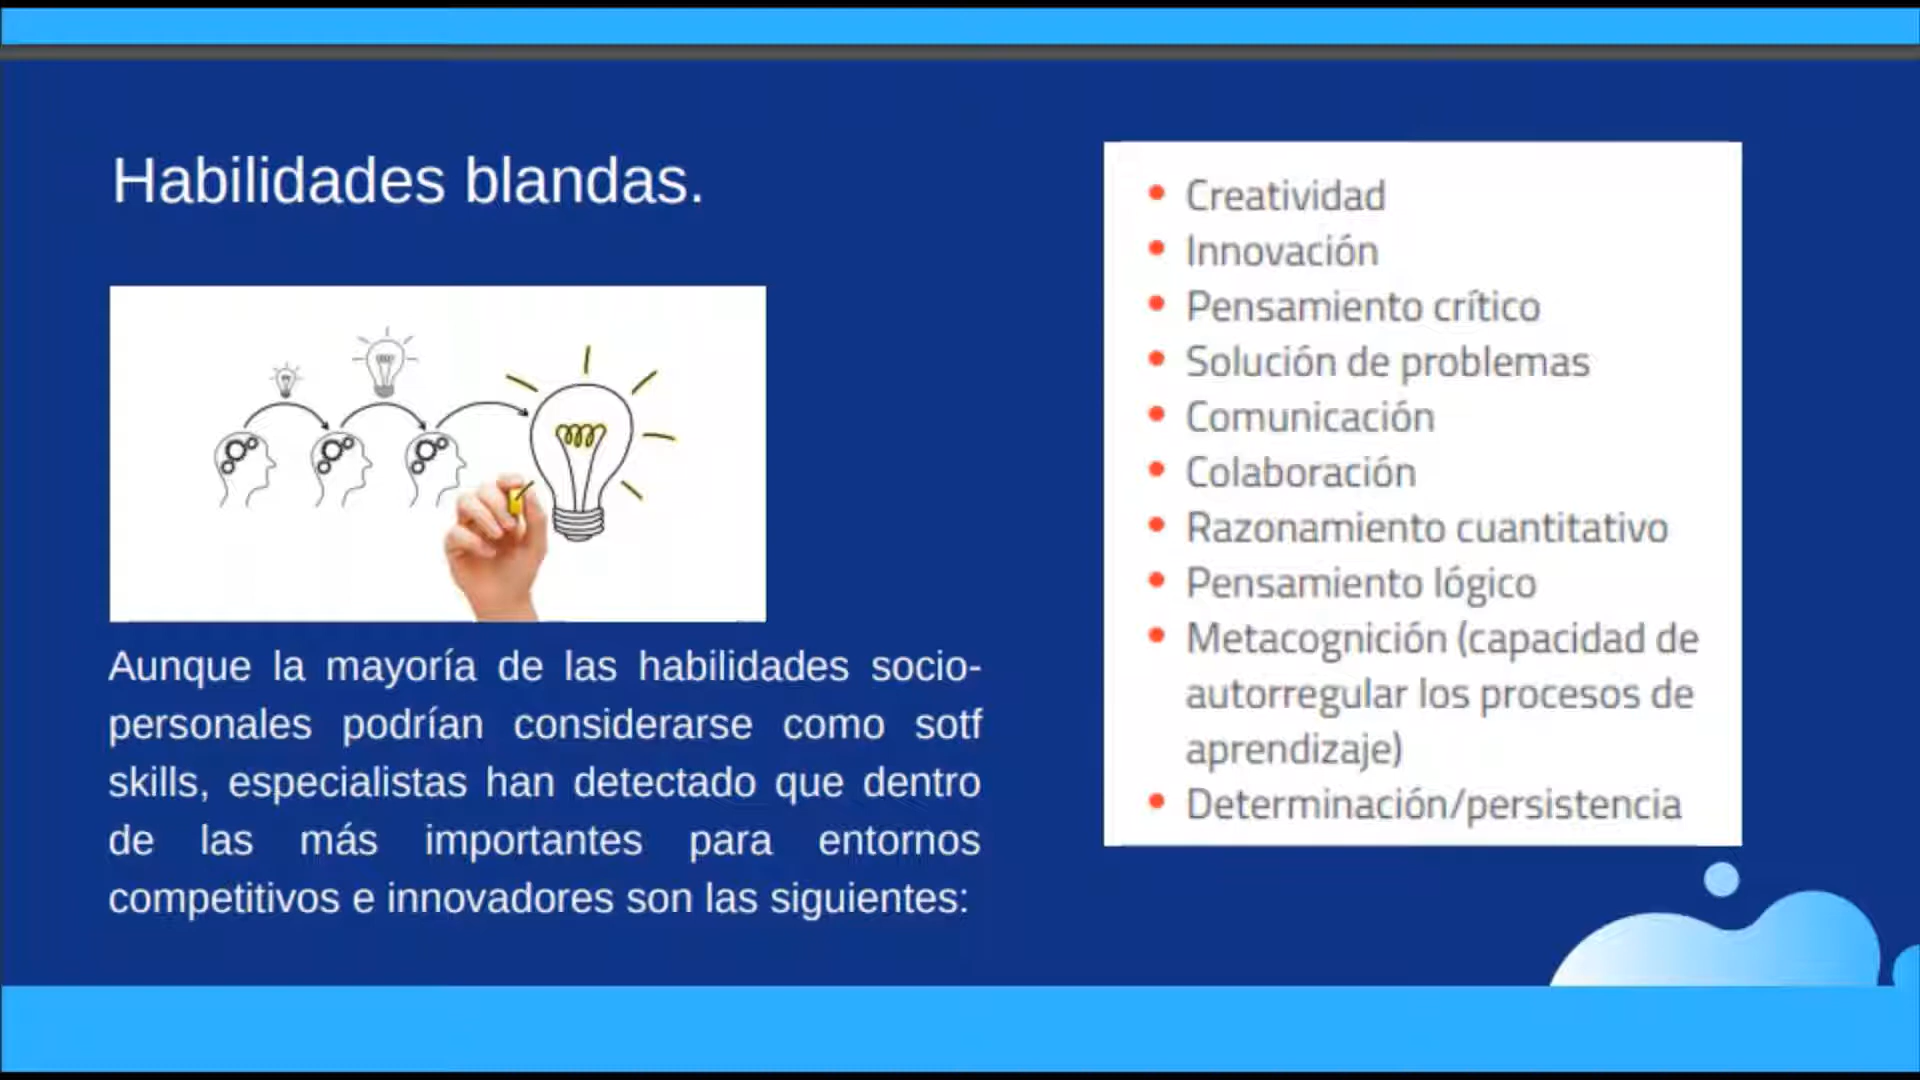 Habilidades blandas.
Aunque la mayoría de las habilidades socio-
personales podrían considerarse como sotf
skills, especialistas han detectado que dentro
de las más importantes para entornos
competitivos e innovadores son las siguientes:
• Creatividad
• Innovación
• Pensamiento crítico
• Solución de problemas
• Comunicación
• Colaboración
• Razonamiento cuantitativo
• Pensamiento lógico
• Metacognición (capacidad de
autorregular los procesos de
aprendizaje)
• Determinación/persistencia